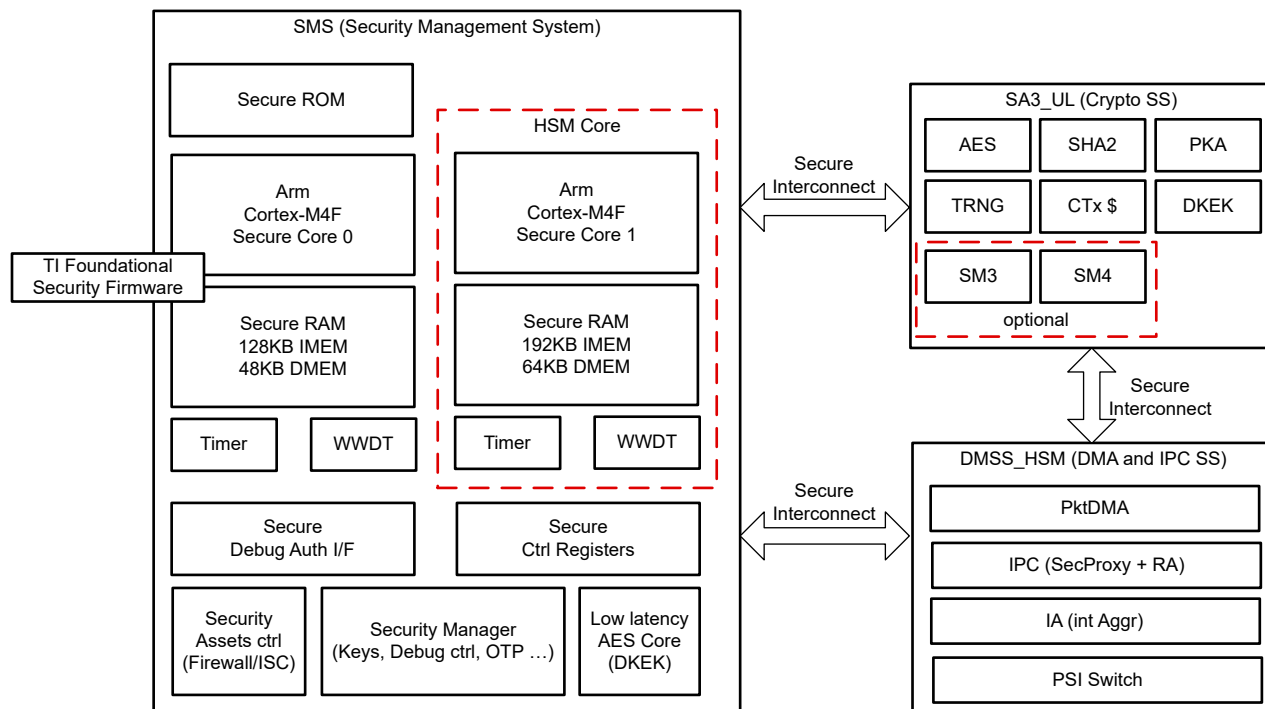 SMS (Security Management System)
Secure ROM
HSM Core
Arm
Cortex-M4F
Secure Core 0
Arm
Cortex-M4F
Secure Core 1
TI Foundational
Security Firmware
Secure RAM
128KB IMEM
48KB DMEM
Secure RAM
192KB IMEM
64KB DMEM
Timer
WWDT
Timer
WWDT
Secure
Debug Auth I/F
Secure
Ctrl Registers
Security
Assets ctrl
(Firewall/ISC)
Security Manager
(Keys, Debug ctrl, OTP …)
Low latency
AES Core
(DKEK)
Secure
Interconnect
Secure
Interconnect
SA3_UL (Crypto SS)
AES
SHA2
PKA
TRNG
CTx $
DKEK
SM3
SM4
optional
Secure
Interconnect
DMSS_HSM (DMA and IPC SS)
PktDMA
IPC (SecProxy + RA)
IA (int Aggr)
PSI Switch